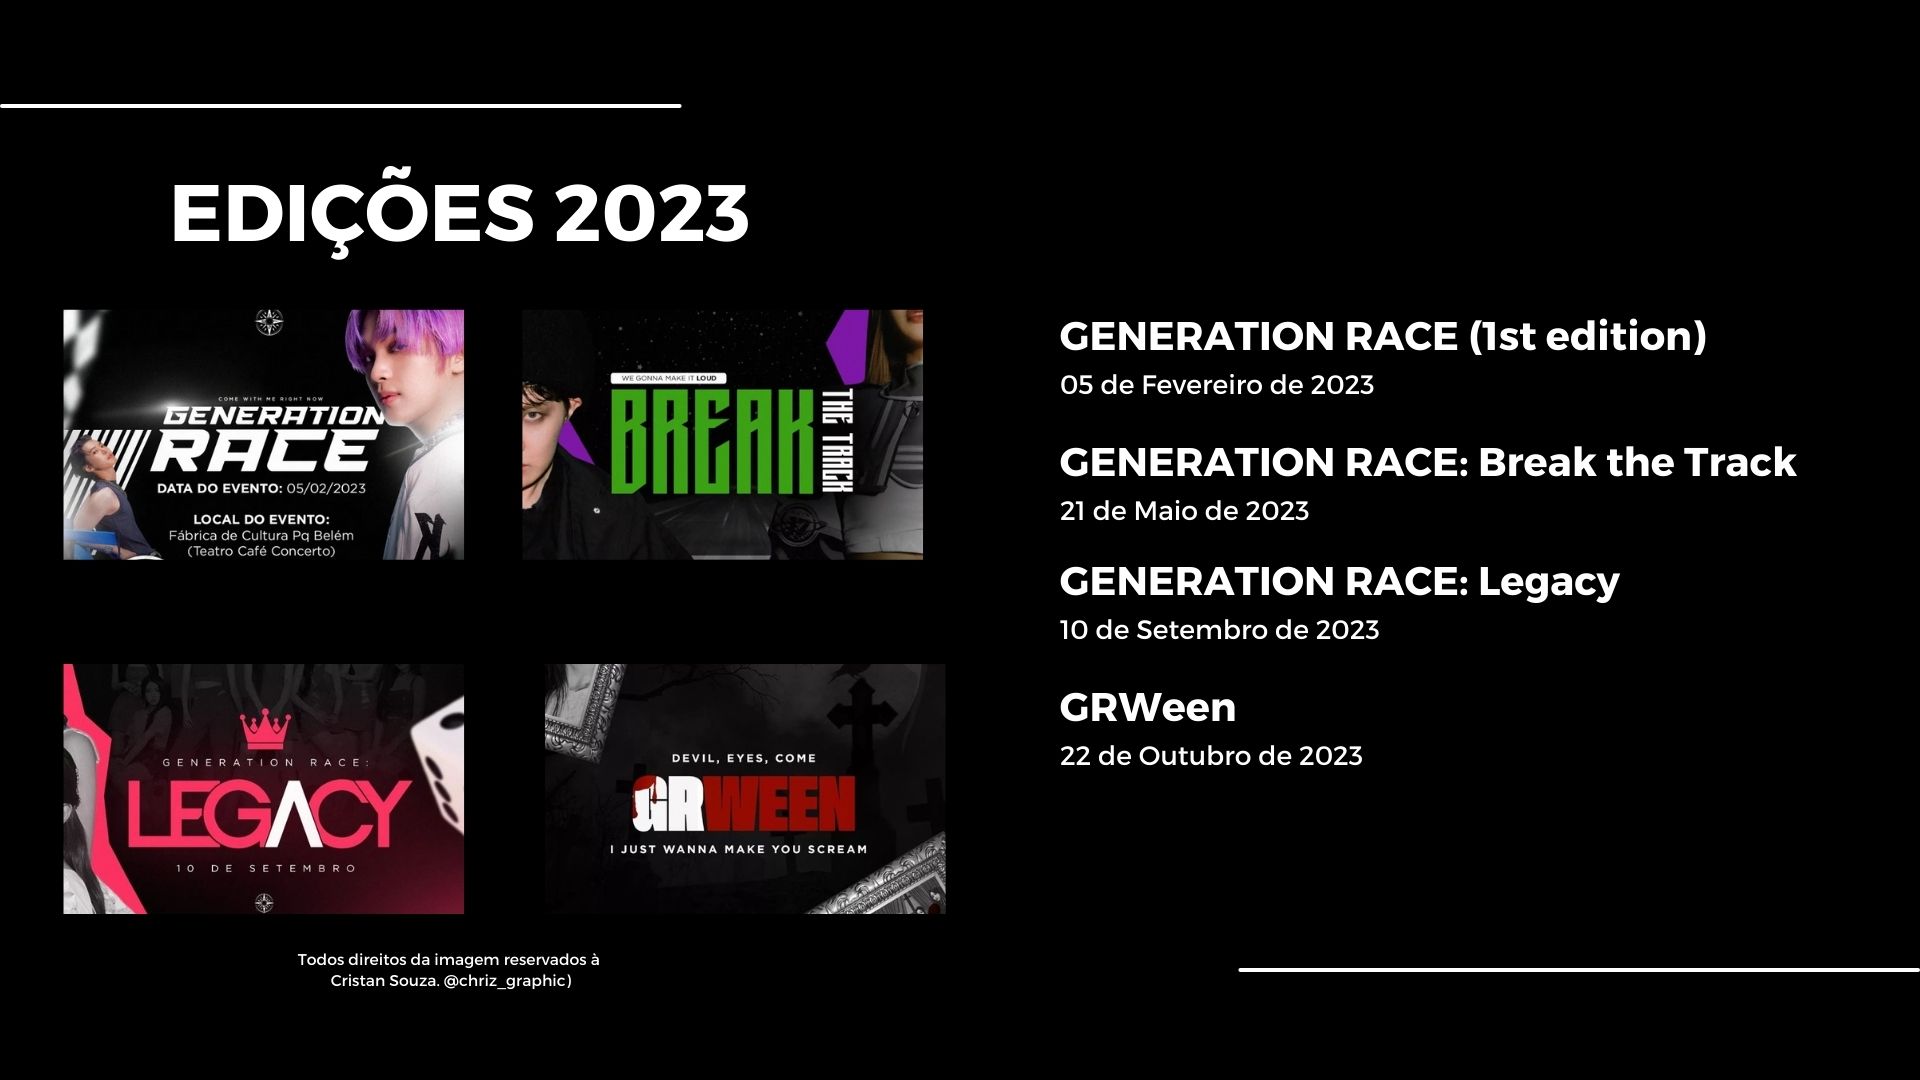 EDIÇÕES 2023
COME WITH ME RIGHT NOW
GENERATION
RACE
DATA DO EVENTO: 05/02/2023
LOCAL DO EVENTO:
Fábrica de Cultura Pq Belém
(Teatro Café Concerto)
WE GONNA MAKE IT LOUD
BREAK
THE TRACK
GENERATION RACE:
LEGACY
10 DE SETEMBRO
DEVIL, EYES, COME
GRWEEN
I JUST WANNA MAKE YOU SCREAM
Todos direitos da imagem reservados à
Cristan Souza. @chriz_graphic)
GENERATION RACE (1st edition)
05 de Fevereiro de 2023
GENERATION RACE: Break the Track
21 de Maio de 2023
GENERATION RACE: Legacy
10 de Setembro de 2023
GRWeen
22 de Outubro de 2023